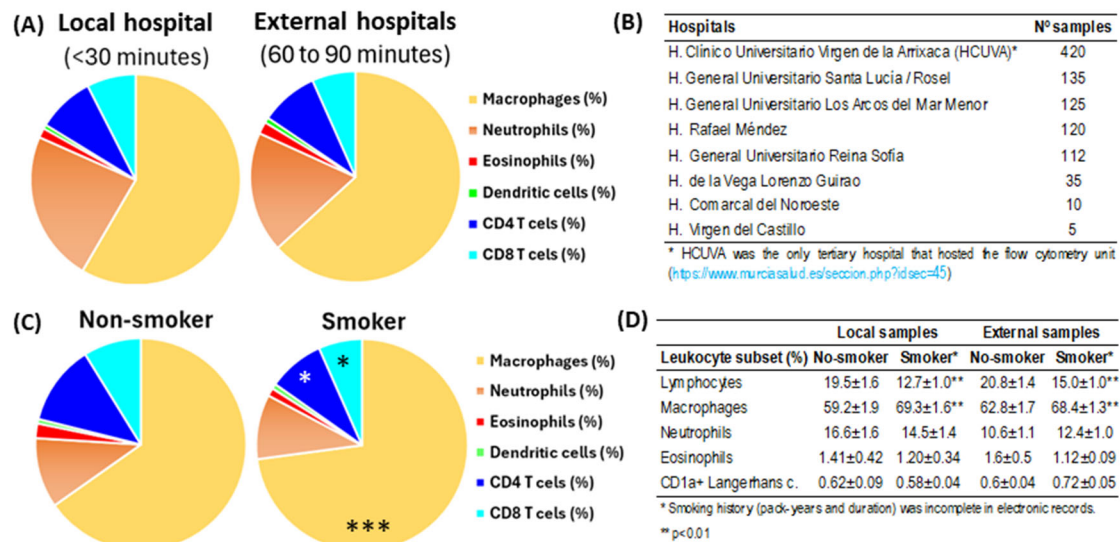 (A)
Local hospital
(<30 minutes)
External hospitals
(60 to 90 minutes)
Macrophages (%)
Neutrophils (%)
Eosinophils (%)
Dendritic cells (%)
CD4 T cels (%)
CD8 T cels (%)
(B)
Hospitals Nº samples
H. Clínico Universitario Virgen de la Arrixaca (HCUVA)* 420
H. General Universitario Santa Lucía / Rosel 135
H. General Universitario Los Arcos del Mar Menor 125
H. Rafael Méndez 120
H. General Universitario Reina Sofia 112
H. de la Vega Lorenzo Guirao 35
H. Comarcal del Noroeste 10
H. Virgen del Castillo 5
* HCUVA was the only tertiary hospital that hosted the flow cytometry unit
(https://www.murciasalud.es/seccion.php?idsec=45)
(C)
Non-smoker
Smoker
*
*
***
Macrophages (%)
Neutrophils (%)
Eosinophils (%)
Dendritic cells (%)
CD4 T cels (%)
CD8 T cels (%)
(D)
Local samples External samples
Leukocyte subset (%) No-smoker Smoker* No-smoker Smoker*
Lymphocytes 19.5±1.6 12.7±1.0** 20.8±1.4 15.0±1.0**
Macrophages 59.2±1.9 69.3±1.6** 62.8±1.7 68.4±1.3**
Neutrophils 16.6±1.6 14.5±1.4 10.6±1.1 12.4±1.0
Eosinophils 1.41±0.42 1.20±0.34 1.6±0.5 1.12±0.09
CD1a+ Langerhans c. 0.62±0.09 0.58±0.04 0.6±0.04 0.72±0.05
* Smoking history (pack-years and duration) was incomplete in electronic records.
** p<0.01